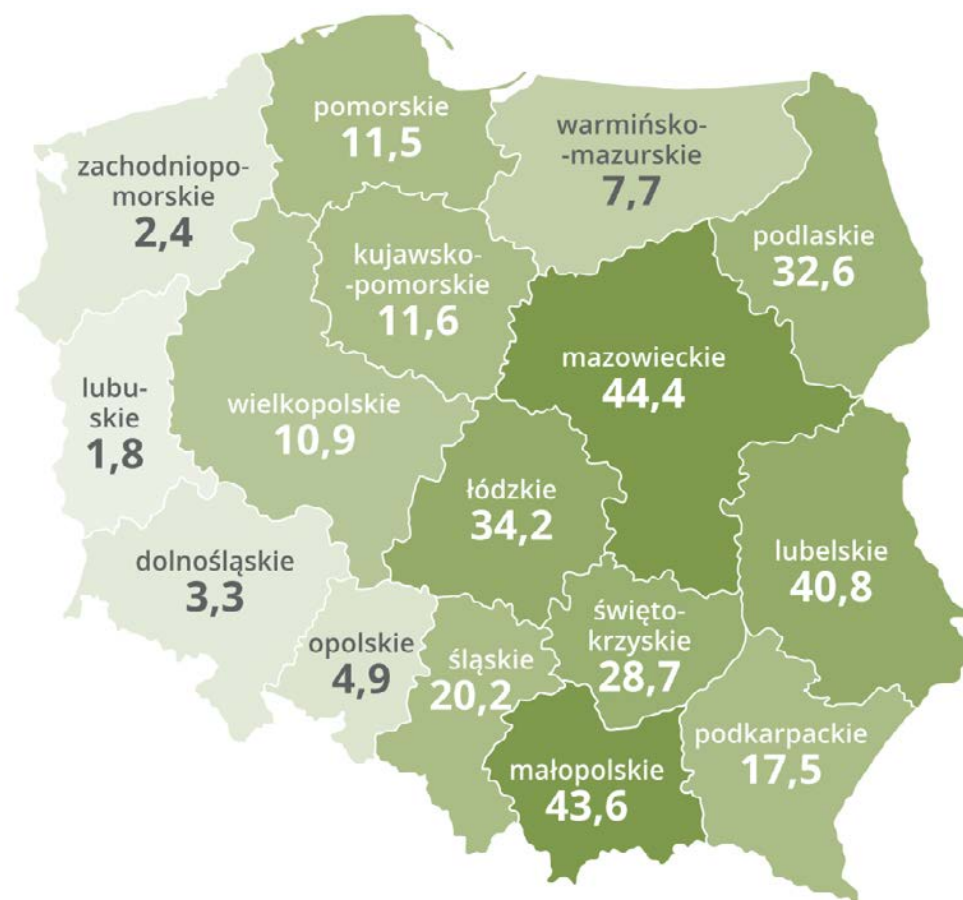 pomorskie
11,5
warmińsko-
-mazurskie
7,7
zachodniopo-
morskie
2,4
podlaskie
32,6
kujawsko-
-pomorskie
11,6
mazowieckie
44,4
lubu-
skie
1,8
wielkopolskie
10,9
łódzkie
34,2
lubelskie
40,8
dolnośląskie
3,3
święto-
krzyskie
28,7
opolskie
4,9
śląskie
20,2
podkarpackie
17,5
małopolskie
43,6